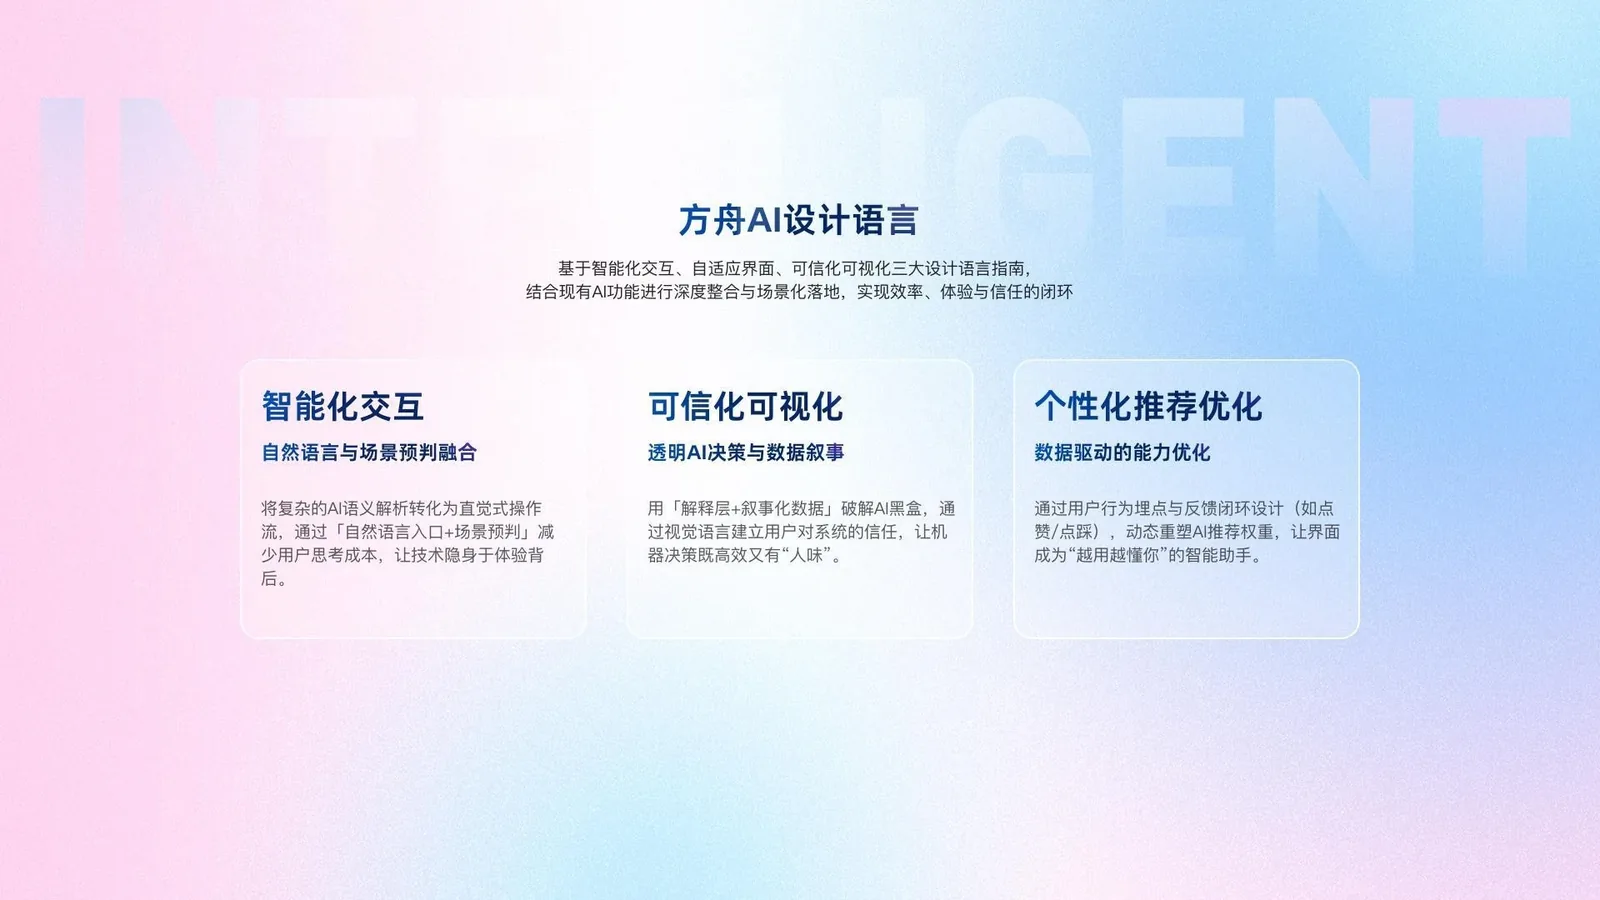 INTELLIGENT
方舟AI设计语言
基于智能化交互、自适应界面、可信化可视化三大设计语言指南，
结合现有AI功能进行深度整合与场景化落地，实现效率、体验与信任的闭环
智能化交互
自然语言与场景预判融合
将复杂的AI语义解析转化为直觉式操作
流，通过「自然语言入口+场景预判」减
少用户思考成本，让技术隐身于体验背
后。
可信化可视化
透明AI决策与数据叙事
用「解释层+叙事化数据」破解AI黑盒，通
过视觉语言建立用户对系统的信任，让机
器决策既高效又有“人味”。
个性化推荐优化
数据驱动的能力优化
通过用户行为埋点与反馈闭环设计（如点
赞/点踩），动态重塑AI推荐权重，让界面
成为“越用越懂你”的智能助手。